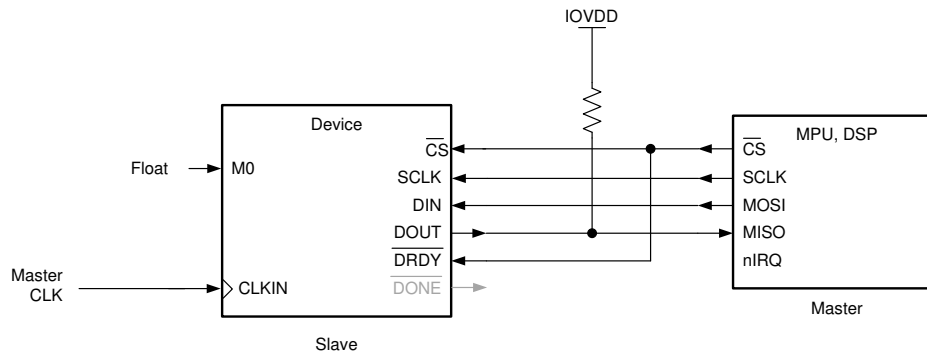 IOVDD
Device
MPU, DSP
CS
CS
Float
M0
SCLK
SCLK
DIN
MOSI
DOUT
MISO
DRDY
nIRQ
Master
CLK
CLKIN
DONE
Master
Slave